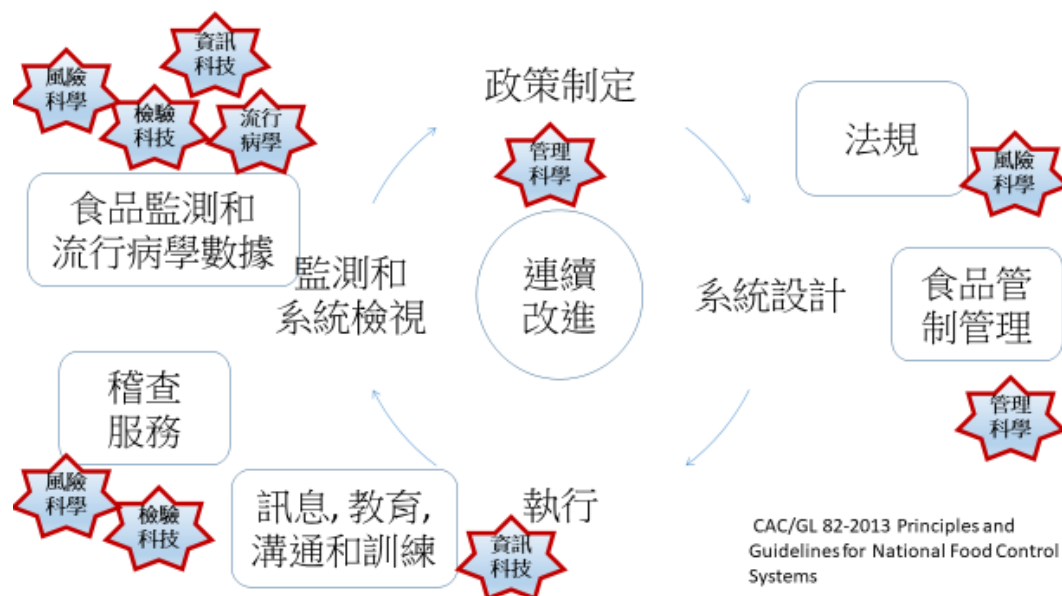 資訊
科技
風險
科學
檢驗
科技
流行
病學
食品監測和
流行病學數據
政策制定
管理
科學
法規
風險
科學
監測和
系統檢視
連續
改進
系統設計
食品管
制管理
管理
科學
稽查
服務
風險
科學
檢驗
科技
訊息, 教育,
溝通和訓練
資訊
科技
執行
CAC/GL 82-2013 Principles and
Guidelines for National Food Control
Systems